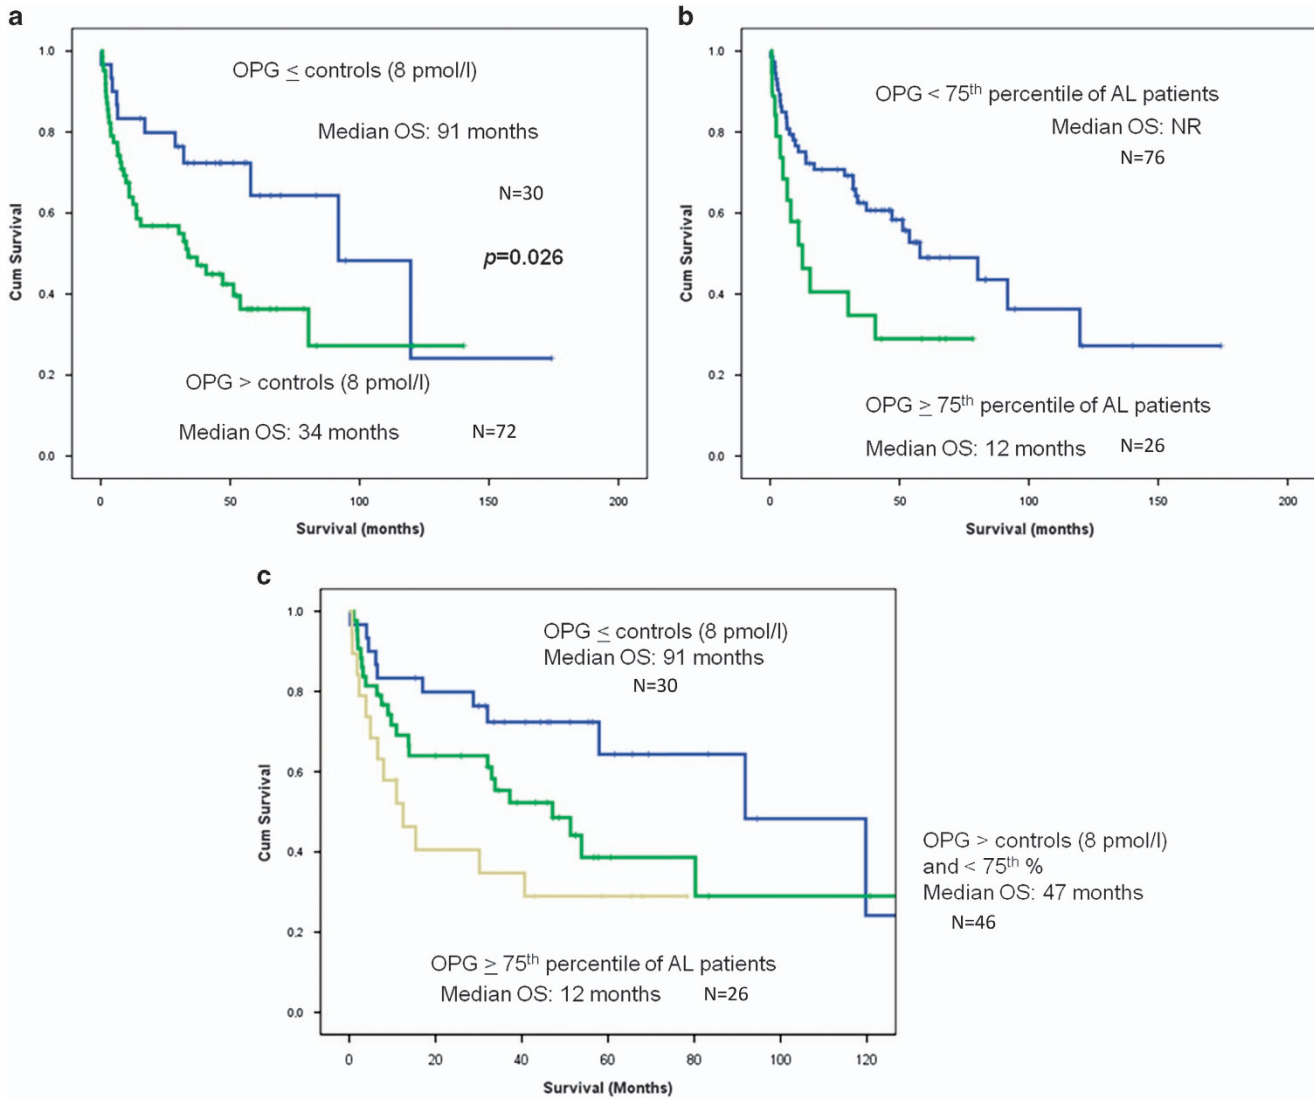 a
OPG ≤ controls (8 pmol/l)
Median OS: 91 months
N=30
p=0.026
OPG > controls (8 pmol/l)
Median OS: 34 months N=72
Cum Survival
1.0
0.8
0.6
0.4
0.2
0.0
0 50 100 150 200
Survival (months)
b
OPG < 75th percentile of AL patients
Median OS: NR
N=76
OPG ≥ 75th percentile of AL patients
Median OS: 12 months N=26
Cum Survival
1.0
0.8
0.6
0.4
0.2
0.0
0 50 100 150 200
Survival (months)
c
OPG ≤ controls (8 pmol/l)
Median OS: 91 months
N=30
OPG > controls (8 pmol/l)
and < 75th %
Median OS: 47 months
N=46
OPG ≥ 75th percentile of AL patients
Median OS: 12 months N=26
Cum Survival
1.0
0.8
0.6
0.4
0.2
0.0
0 20 40 60 80 100 120
Survival (Months)